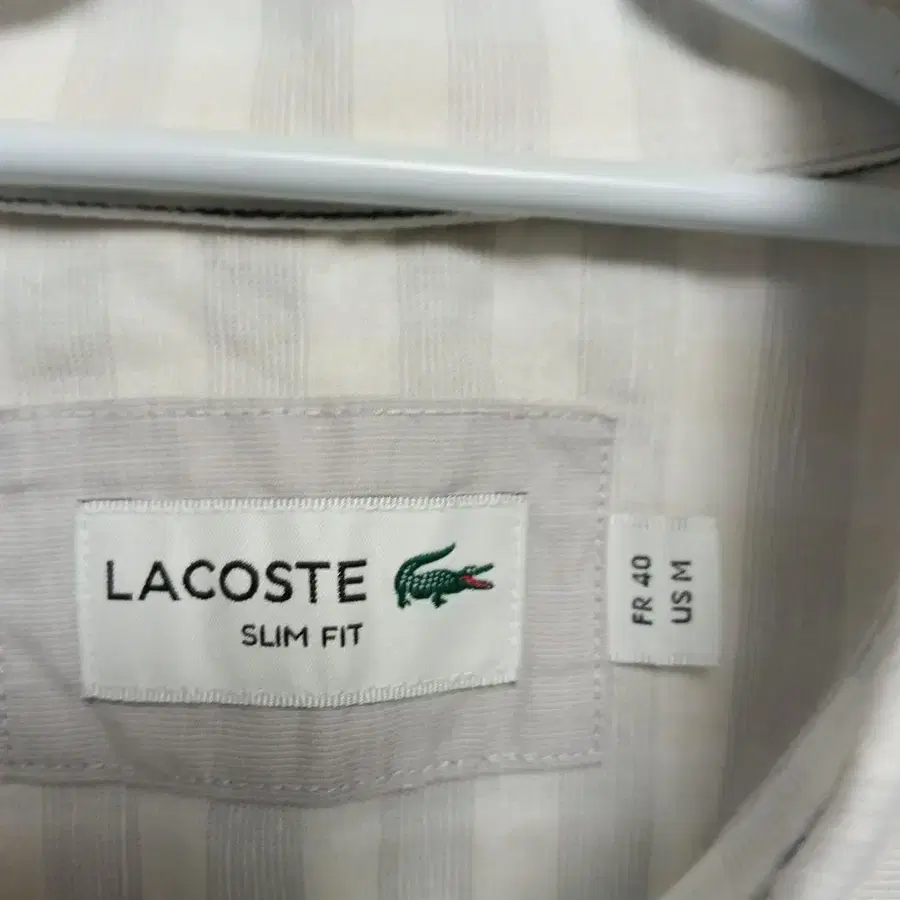 LACOSTE
SLIM FIT
FR 40
US M